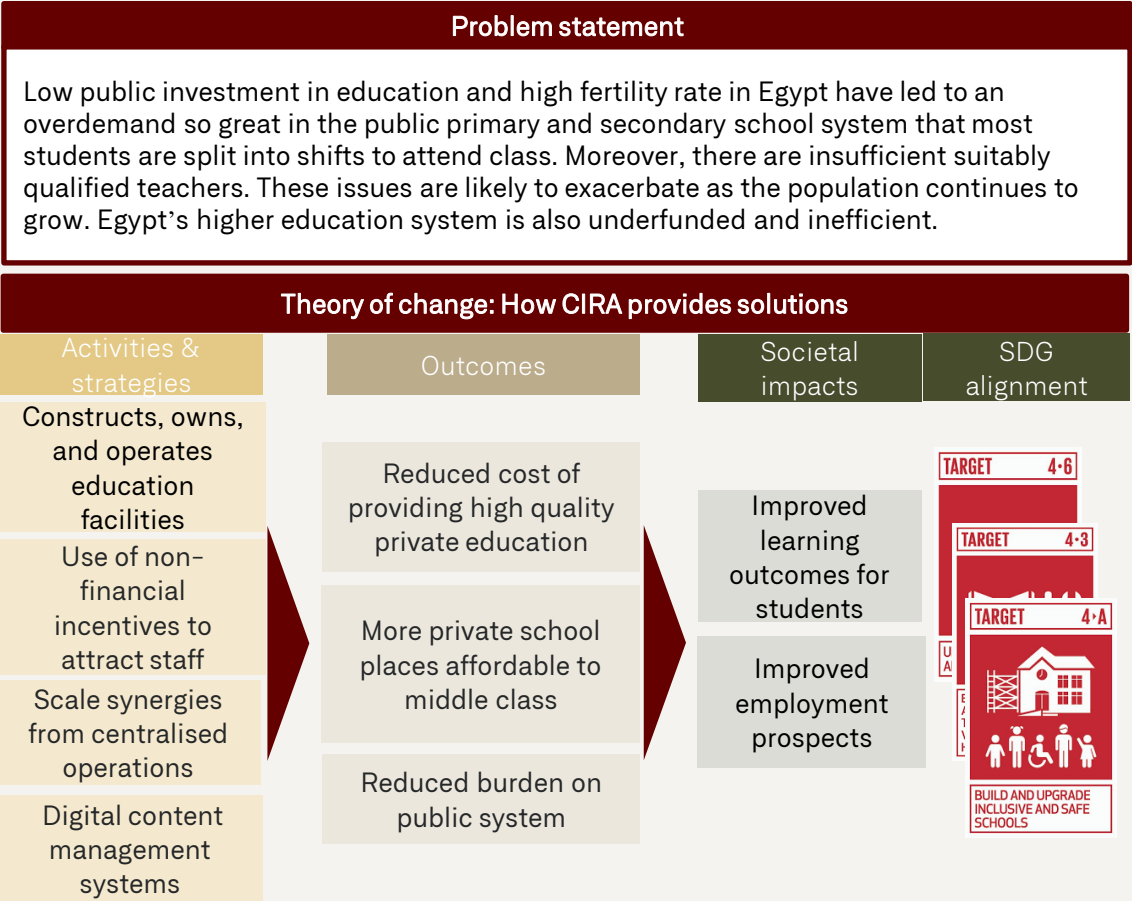 Problem statement
Low public investment in education and high fertility rate in Egypt have led to an
overdemand so great in the public primary and secondary school system that most
students are split into shifts to attend class. Moreover, there are insufficient suitably
qualified teachers. These issues are likely to exacerbate as the population continues to
grow. Egypt’s higher education system is also underfunded and inefficient.
Theory of change: How CIRA provides solutions
Activities &
strategies
Constructs, owns,
and operates
education
facilities
Use of non-
financial
incentives to
attract staff
Scale synergies
from centralised
operations
Digital content
management
systems
Outcomes
Reduced cost of
providing high quality
private education
More private school
places affordable to
middle class
Reduced burden on
public system
Societal
impacts
Improved
learning
outcomes for
students
Improved
employment
prospects
SDG
alignment
TARGET 4·6
TARGET 4·3
TARGET 4·A
BUILD AND UPGRADE
INCLUSIVE AND SAFE
SCHOOLS